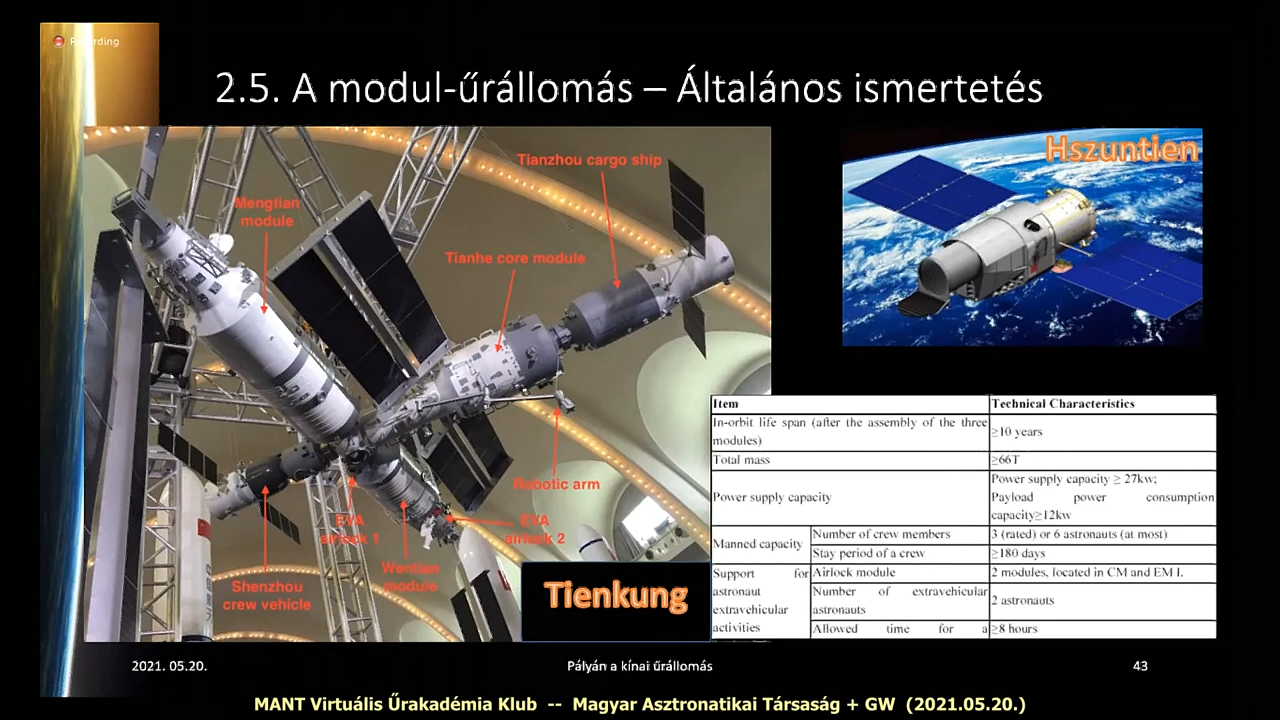 Recording
2.5. A modul-űrállomás – Általános ismertetés
Tianzhou cargo ship
Mengtian
module
Tianhe core module
Robotic arm
EVA
airlock 1
EVA
airlock 2
Wentian
module
Shenzhou
crew vehicle
Tienkung
Hszuntien
Item Technical Characteristics
In-orbit life span (after the assembly of the three
modules) ≥10 years
Total mass ≥66T
Power supply capacity Power supply capacity ≥ 27kw;
Payload power consumption
capacity≥12kw
Manned capacity Number of crew members 3 (rated) or 6 astronauts (at most)
Stay period of a crew ≥180 days
Support for
astronaut
extravehicular
activities
Airlock module 2 modules, located in CM and EM I.
Number of extravehicular
astronauts 2 astronauts
Allowed time for a ≥8 hours
2021. 05.20.
Pályán a kínai űrállomás
43
MANT Virtuális Űrakadémia Klub -- Magyar Asztronatikai Társaság + GW (2021.05.20.)